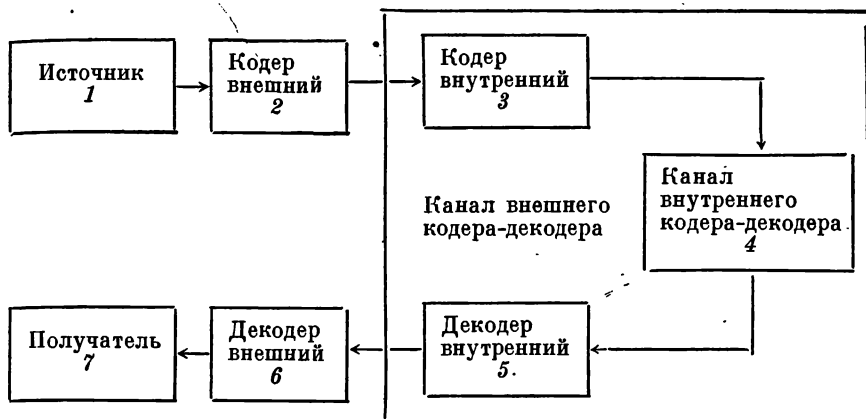 Источник
1
Кодер
внешний
2
Кодер
внутренний
3
Канал
внутреннего
кодера-декодера
4
Канал внешнего
кодера-декодера
Получатель
7
Декодер
внешний
6
Декодер
внутренний
5